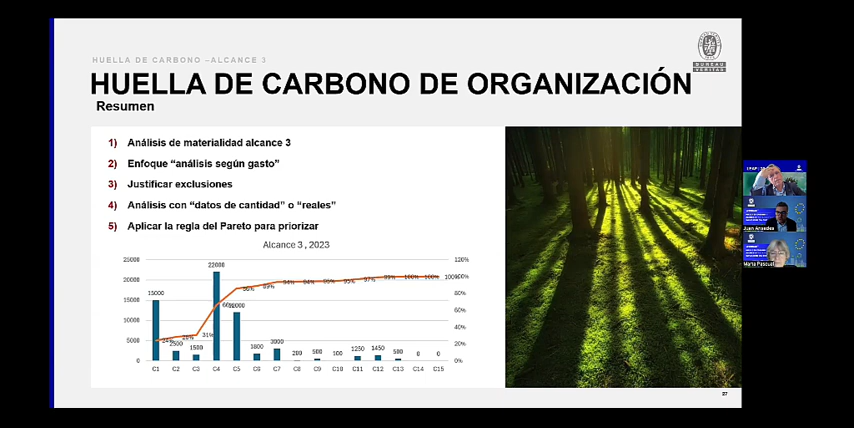 HUELLA DE CARBONO –ALCANCE 3
HUELLA DE CARBONO DE ORGANIZACIÓN
Resumen
BUREAU
VERITAS
1) Análisis de materialidad alcance 3
2) Enfoque “análisis según gasto”
3) Justificar exclusiones
4) Análisis con “datos de cantidad” o “reales”
5) Aplicar la regla del Pareto para priorizar
Alcance 3 , 2023
25000
20000
15000
10000
5000
0
120%
100%
80%
60%
40%
20%
0%
15000
2500
1500
22000
12000
1800
3000
200
500
100
1250
1450
500
0
0
31%
94%
94%
95%
97%
99%
100%
100%
100%
C1 C2 C3 C4 C5 C6 C7 C8 C9 C10 C11 C12 C13 C14 C15
27
Marta Pascual